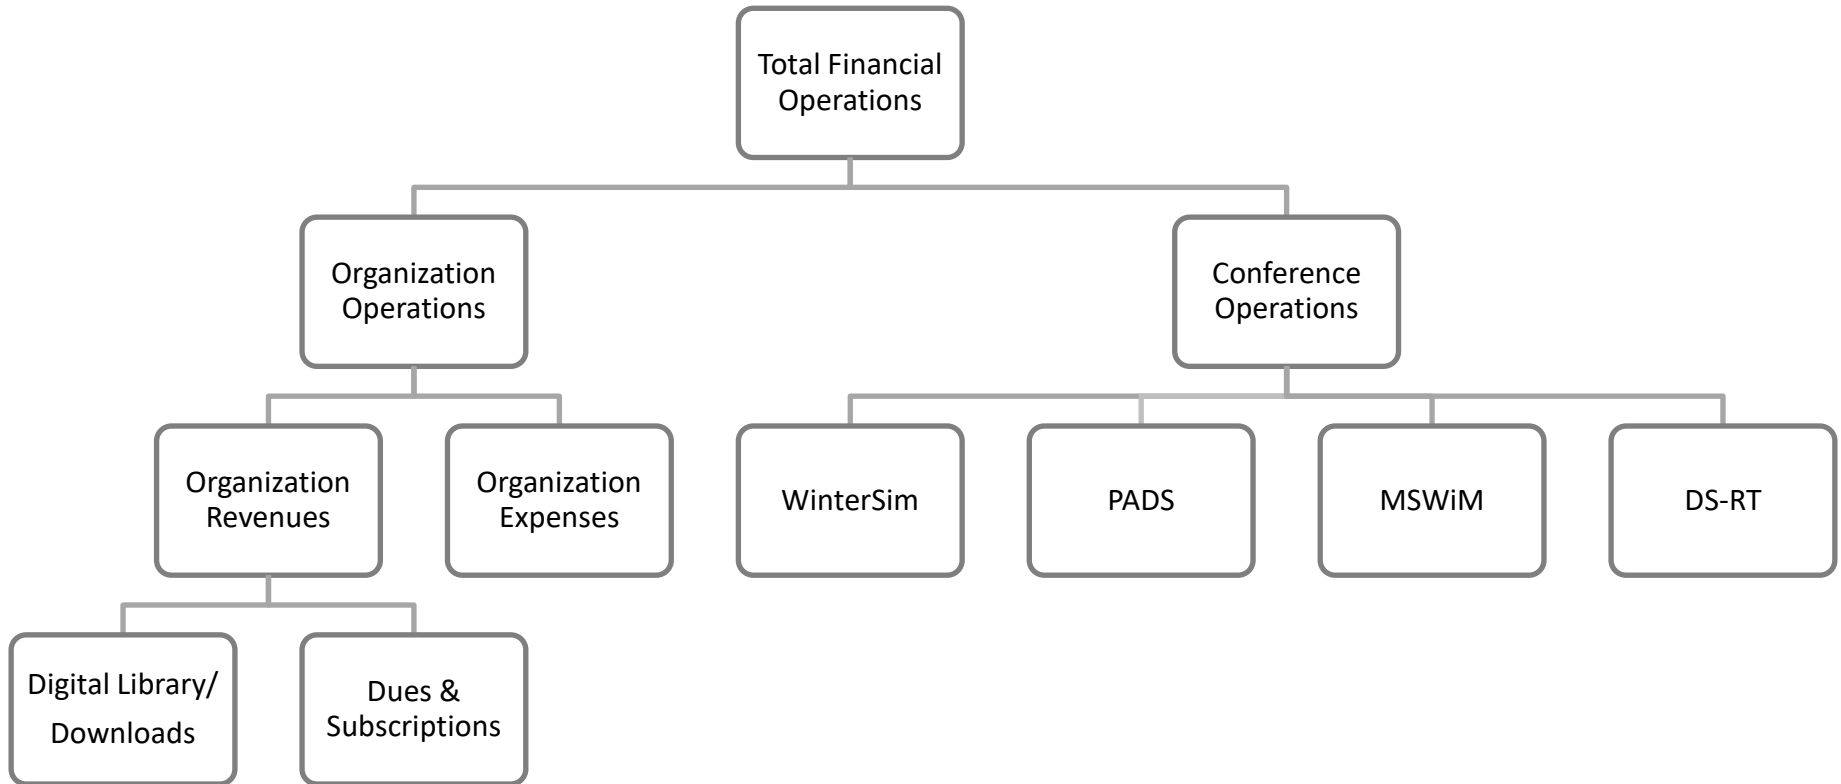 Total Financial
Operations
Organization
Operations
Conference
Operations
Organization
Revenues
Organization
Expenses
WinterSim
PADS
MSWiM
DS-RT
Digital Library/
Downloads
Dues &
Subscriptions